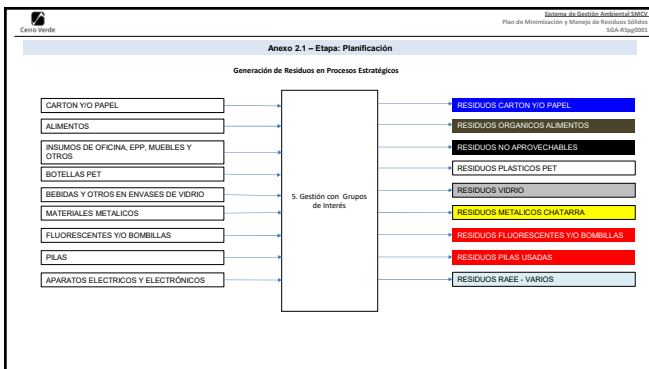 Cerro Verde
Sistema de Gestión Ambiental SMCV
Plan de Minimización y Manejo de Residuos Sólidos
SGA-RSpg0001
Anexo 2.1 – Etapa: Planificación
Generación de Residuos en Procesos Estratégicos
CARTON Y/O PAPEL
ALIMENTOS
INSUMOS DE OFICINA, EPP, MUEBLES Y
OTROS
BOTELLAS PET
BEBIDAS Y OTROS EN ENVASES DE VIDRIO
MATERIALES METALICOS
FLUORESCENTES Y/O BOMBILLAS
PILAS
APARATOS ELECTRICOS Y ELECTRÓNICOS
5. Gestión con Grupos
de Interés
RESIDUOS CARTON Y/O PAPEL
RESIDUOS ORGANICOS ALIMENTOS
RESIDUOS NO APROVECHABLES
RESIDUOS PLASTICOS PET
RESIDUOS VIDRIO
RESIDUOS METALICOS CHATARRA
RESIDUOS FLUORESCENTES Y/O BOMBILLAS
RESIDUOS PILAS USADAS
RESIDUOS RAEE - VARIOS